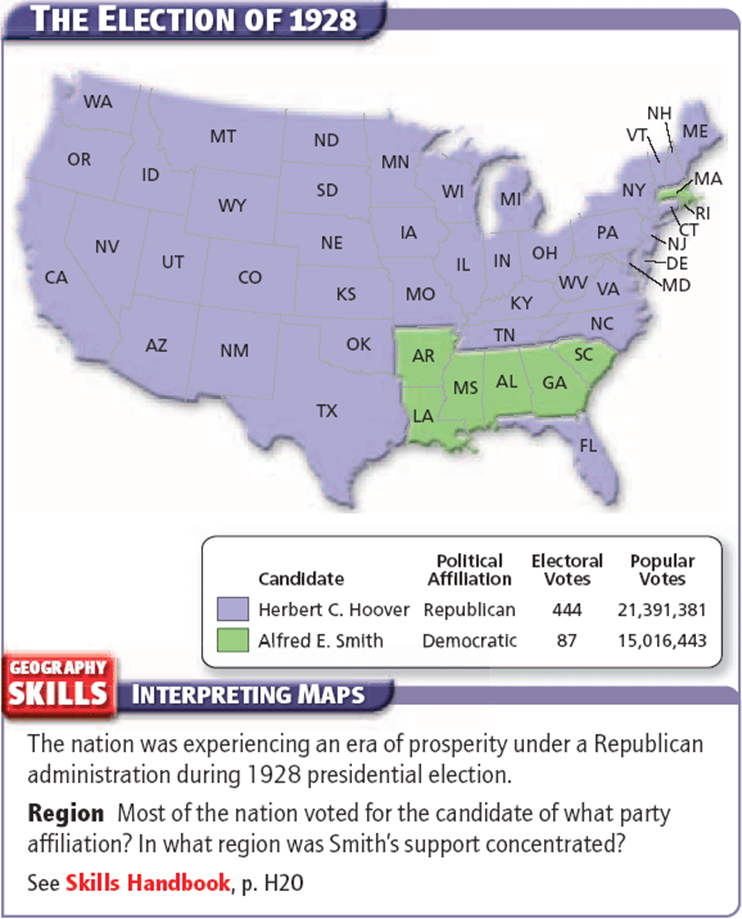 THE ELECTION OF 1928
WA
MT
ND
MN
NH
VT
ME
OR
ID
SD
WI
MI
NY
MA
WY
RI
CT
NV
UT
NE
IA
PA
NJ
CA
CO
IL
IN
OH
DE
KS
MO
WV
VA
MD
KY
NC
AZ
NM
OK
TN
AR
SC
TX
MS
AL
GA
LA
FL
Candidate Political Affiliation Electoral Votes Popular Votes
Herbert C. Hoover Republican 444 21,391,381
Alfred E. Smith Democratic 87 15,016,443
GEOGRAPHY
SKILLS INTERPRETING MAPS
The nation was experiencing an era of prosperity under a Republican
administration during 1928 presidential election.
Region Most of the nation voted for the candidate of what party
affiliation? In what region was Smith's support concentrated?
See Skills Handbook, p. H20